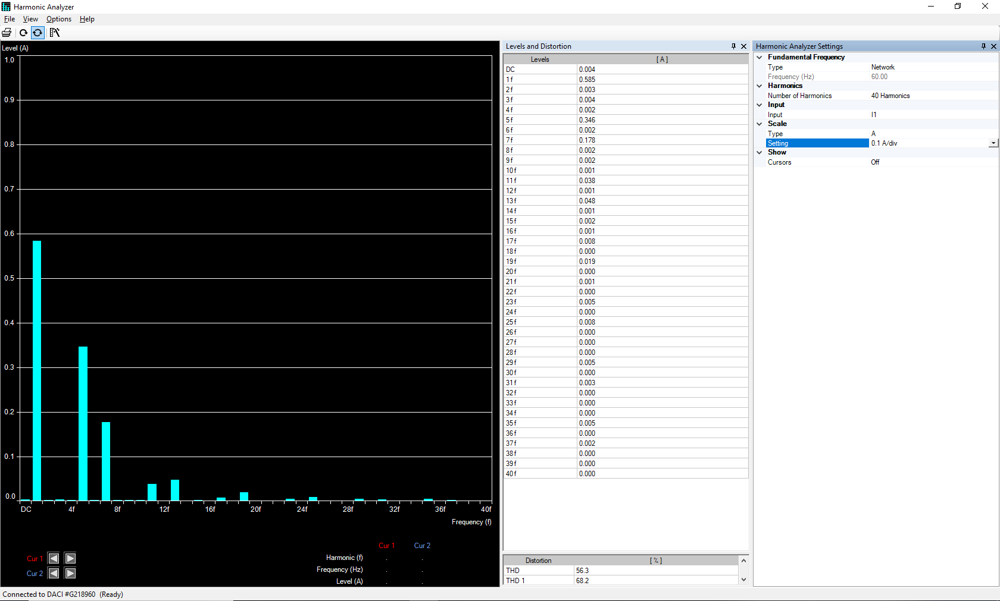 Harmonic Analyzer
File View Options Help
Level (A)
1.0
0.9
0.8
0.7
0.6
0.5
0.4
0.3
0.2
0.1
0.0
DC 4f 8f 12f 16f 20f 24f 28f 32f 36f 40f
Frequency (f)
Cur 1 Cur 2
Cur 1
Cur 2
Harmonic (f) . .
Frequency (Hz) . .
Level (A) . .
Levels and Distortion
Levels [ A ]
DC 0.004
1f 0.585
2f 0.003
3f 0.004
4f 0.002
5f 0.346
6f 0.002
7f 0.178
8f 0.002
9f 0.002
10f 0.001
11f 0.038
12f 0.001
13f 0.048
14f 0.001
15f 0.002
16f 0.001
17f 0.008
18f 0.000
19f 0.019
20f 0.000
21f 0.001
22f 0.000
23f 0.005
24f 0.000
25f 0.008
26f 0.000
27f 0.000
28f 0.000
29f 0.005
30f 0.000
31f 0.003
32f 0.000
33f 0.000
34f 0.000
35f 0.005
36f 0.000
37f 0.002
38f 0.000
39f 0.000
40f 0.000
Distortion [ % ]
THD 56.3
THD 1 68.2
Harmonic Analyzer Settings
Fundamental Frequency
Type Network
Frequency (Hz) 60.00
Harmonics
Number of Harmonics 40 Harmonics
Input
Input I1
Scale
Type A
Setting 0.1 A/div
Show
Cursors Off
Connected to DACI #G218960 (Ready)